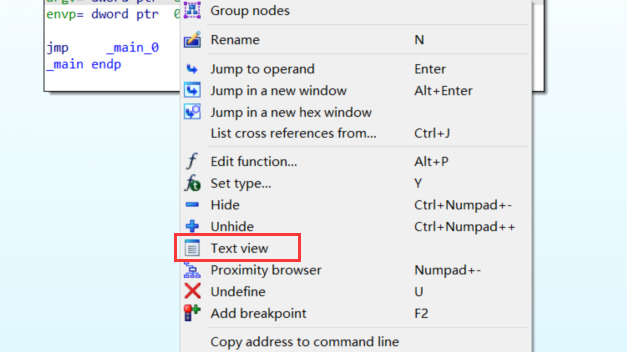 envp= dword ptr 0
jmp _main_0
_main endp
Group nodes
Rename N
Jump to operand Enter
Jump in a new window Alt+Enter
Jump in a new hex window
List cross references from... Ctrl+J
Edit function... Alt+P
Set type... Y
Hide Ctrl+Numpad+-
Unhide Ctrl+Numpad++
Text view
Proximity browser Numpad+-
Undefine U
Add breakpoint F2
Copy address to command line